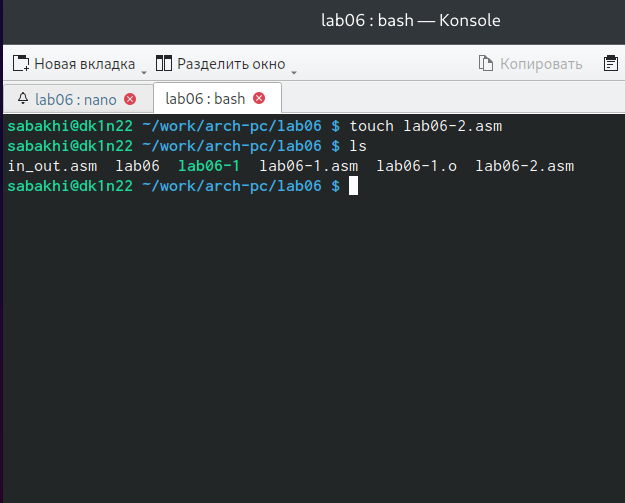 lab06 : bash — Konsole
Новая вкладка Разделить окно Копировать
lab06 : nano lab06 : bash
sabakhi@dk1n22 ~/work/arch-pc/lab06 $ touch lab06-2.asm
sabakhi@dk1n22 ~/work/arch-pc/lab06 $ ls
in_out.asm lab06 lab06-1 lab06-1.asm lab06-1.o lab06-2.asm
sabakhi@dk1n22 ~/work/arch-pc/lab06 $